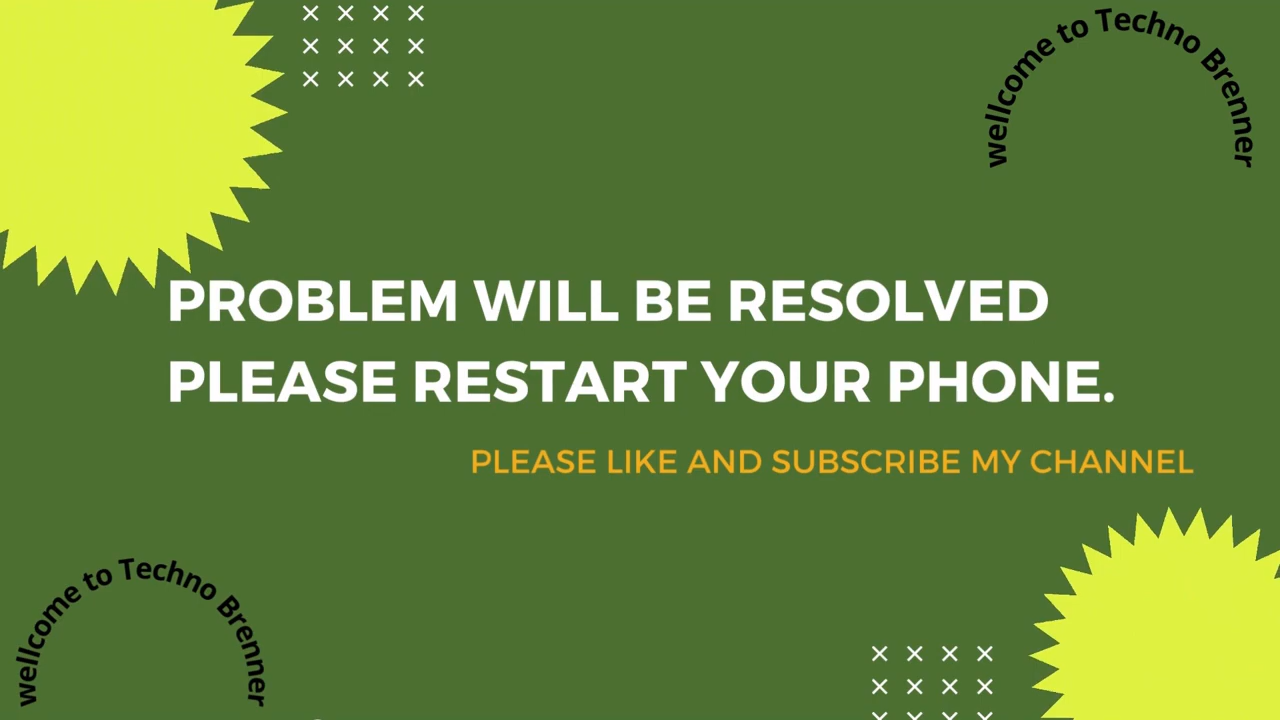 wellcome to Techno Brenner
PROBLEM WILL BE RESOLVED
PLEASE RESTART YOUR PHONE.
PLEASE LIKE AND SUBSCRIBE MY CHANNEL
wellcome to Techno Brenner